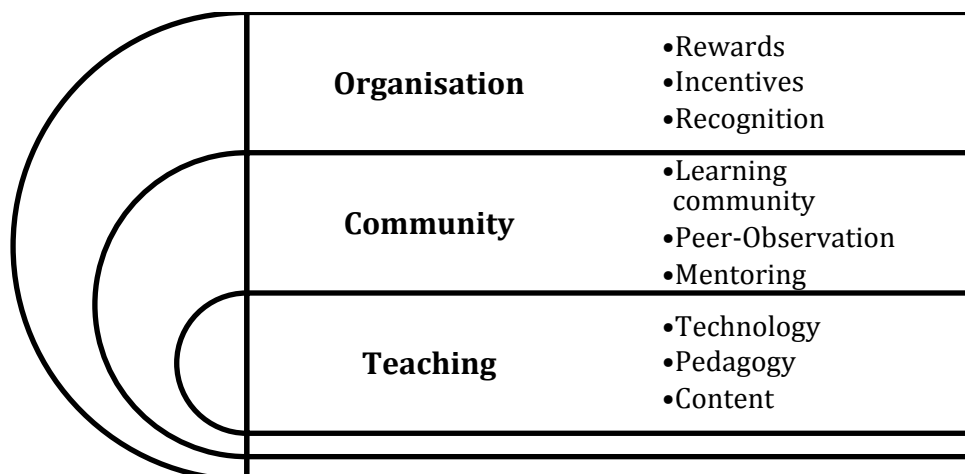 Organisation
•Rewards
•Incentives
•Recognition
Community
•Learning
community
•Peer-Observation
•Mentoring
Teaching
•Technology
•Pedagogy
•Content